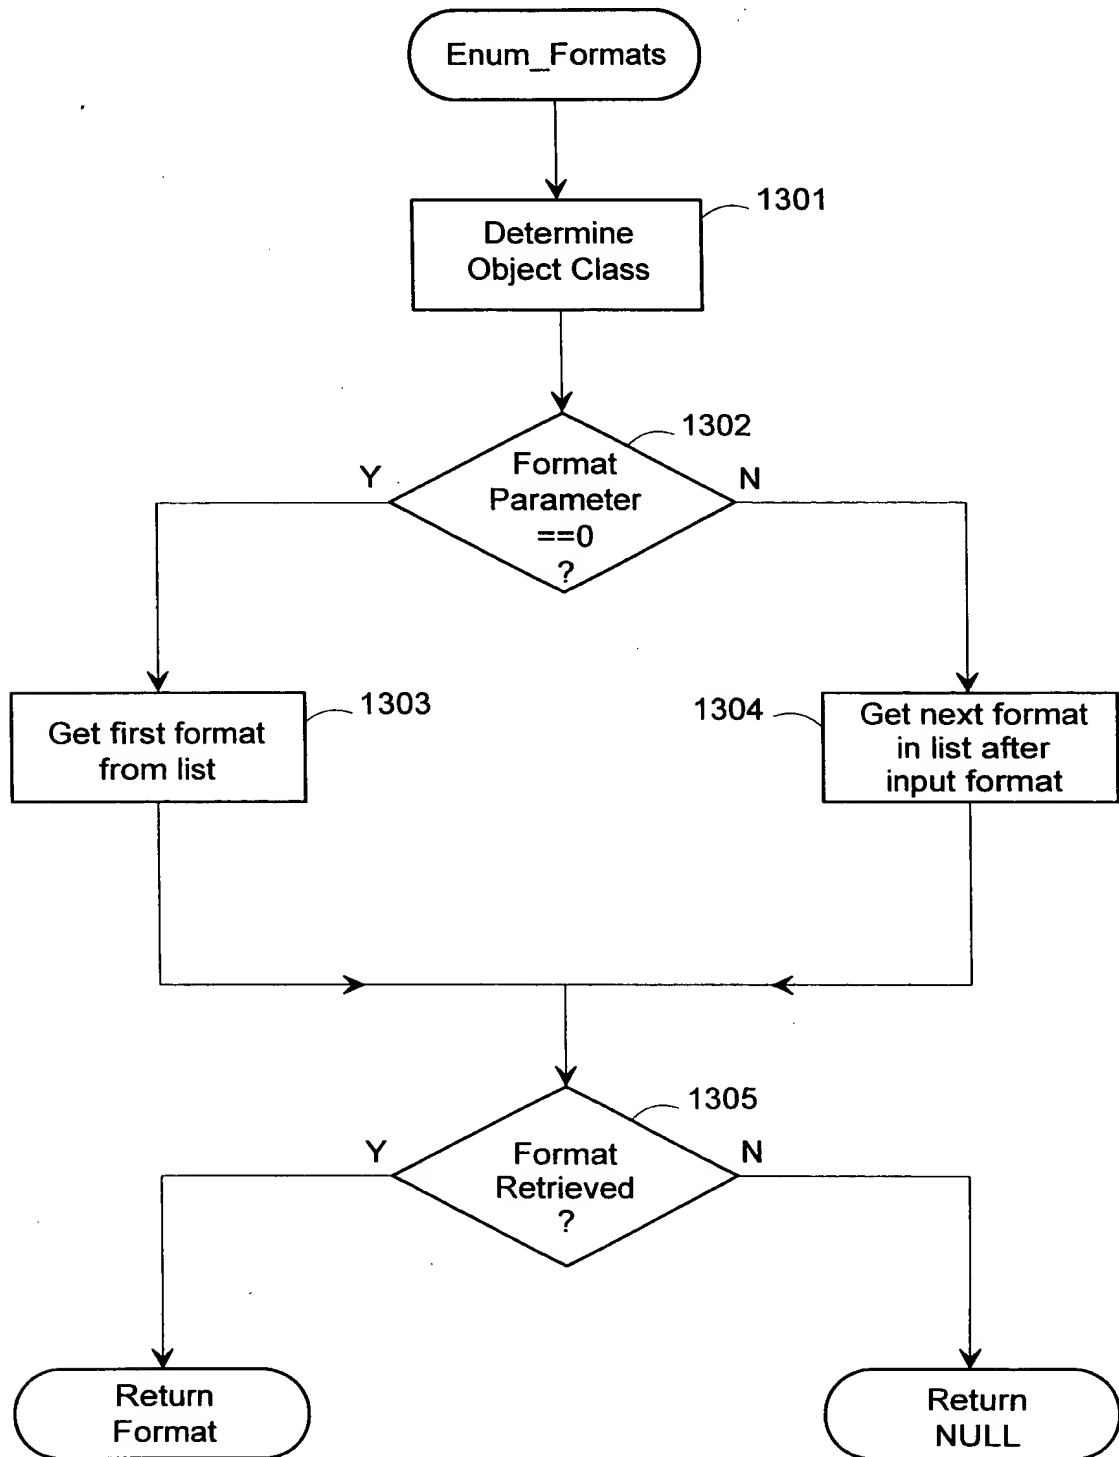 Enum_Formats
1301
Determine
Object Class
1302
Y
Format
Parameter
==0
?
N
Get first format
from list
1303
1304
Get next format
in list after
input format
1305
Y
Format
Retrieved
?
N
Return
Format
Return
NULL